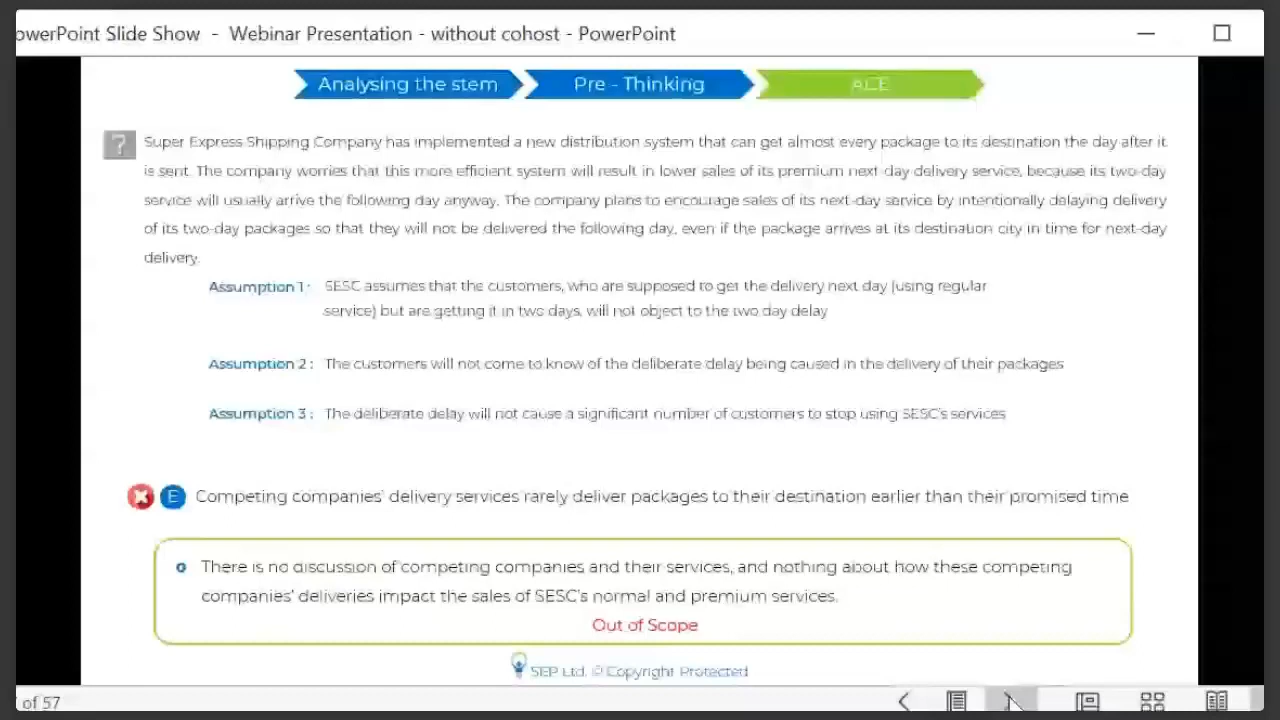 owerPoint Slide Show - Webinar Presentation - without cohost - PowerPoint
Analysing the stem
Pre - Thinking
ACE
? Super Express Shipping Company has implemented a new distribution system that can get almost every package to its destination the day after it
is sent. The company worries that this more efficient system will result in lower sales of its premium next-day delivery service, because its two-day
service will usually arrive the following day anyway. The company plans to encourage sales of its next-day service by intentionally delaying delivery
of its two-day packages so that they will not be delivered the following day, even if the package arrives at its destination city in time for next-day
delivery.
Assumption 1: SESC assumes that the customers, who are supposed to get the delivery next day (using regular
service) but are getting it in two days, will not object to the two day delay
Assumption 2: The customers will not come to know of the deliberate delay being caused in the delivery of their packages
Assumption 3: The deliberate delay will not cause a significant number of customers to stop using SESC's services
E Competing companies' delivery services rarely deliver packages to their destination earlier than their promised time
There is no discussion of competing companies and their services, and nothing about how these competing
companies' deliveries impact the sales of SESC's normal and premium services.
Out of Scope
SEP Ltd. © Copyright Protected
of 57